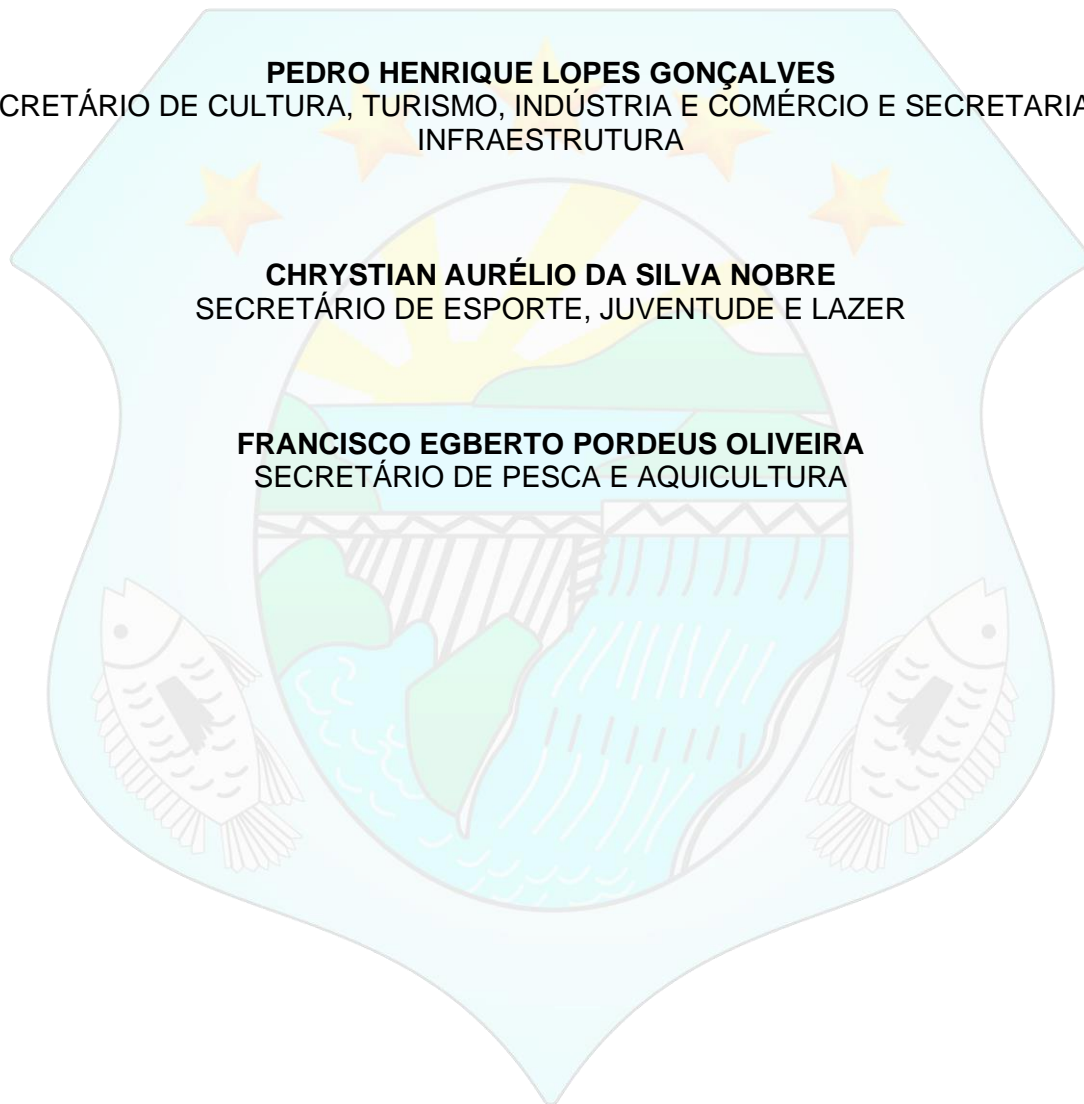 PEDRO HENRIQUE LOPES GONÇALVES
CRETÁRIO DE CULTURA, TURISMO, INDÚSTRIA E COMÉRCIO E SECRETARIA
INFRAESTRUTURA
CHRYSTIAN AURÉLIO DA SILVA NOBRE
SECRETÁRIO DE ESPORTE, JUVENTUDE E LAZER
FRANCISCO EGBERTO PORDEUS OLIVEIRA
SECRETÁRIO DE PESCA E AQUICULTURA